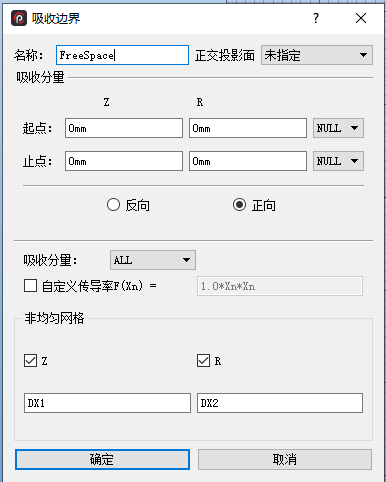 吸收边界
名称： FreeSpace 正交投影面 未指定
吸收分量
Z R
起点： 0mm 0mm NULL
止点： 0mm 0mm NULL
反向 正向
吸收分量： ALL
自定义传导率F(Xn) = 1.0*Xn*Xn
非均匀网格
Z R
DX1 DX2
确定 取消